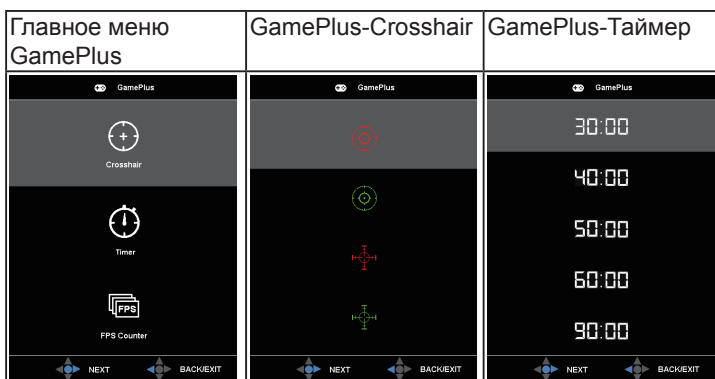 Главное меню
GamePlus
GamePlus-Crosshair
GamePlus-Таймер
GamePlus
Crosshair
Timer
FPS
FPS Counter
NEXT BACK/EXIT
GamePlus
NEXT BACK/EXIT
GamePlus
30:00
40:00
50:00
60:00
90:00
NEXT BACK/EXIT